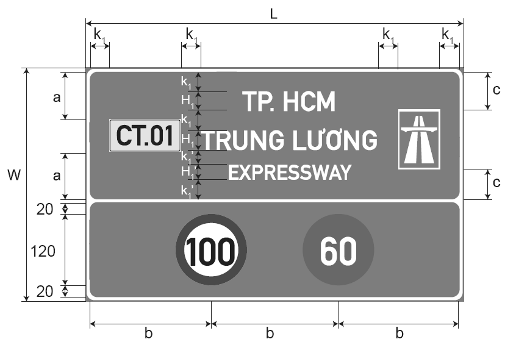 L
k₁ k₁ k₁ k₁
W
a
a
20
120
20
k₁
H₁
k₁
H₁
k₁'
H₁'
k₁'
CT.01
TP. HCM
TRUNG LƯƠNG
EXPRESSWAY
c
c
100 60
b b b